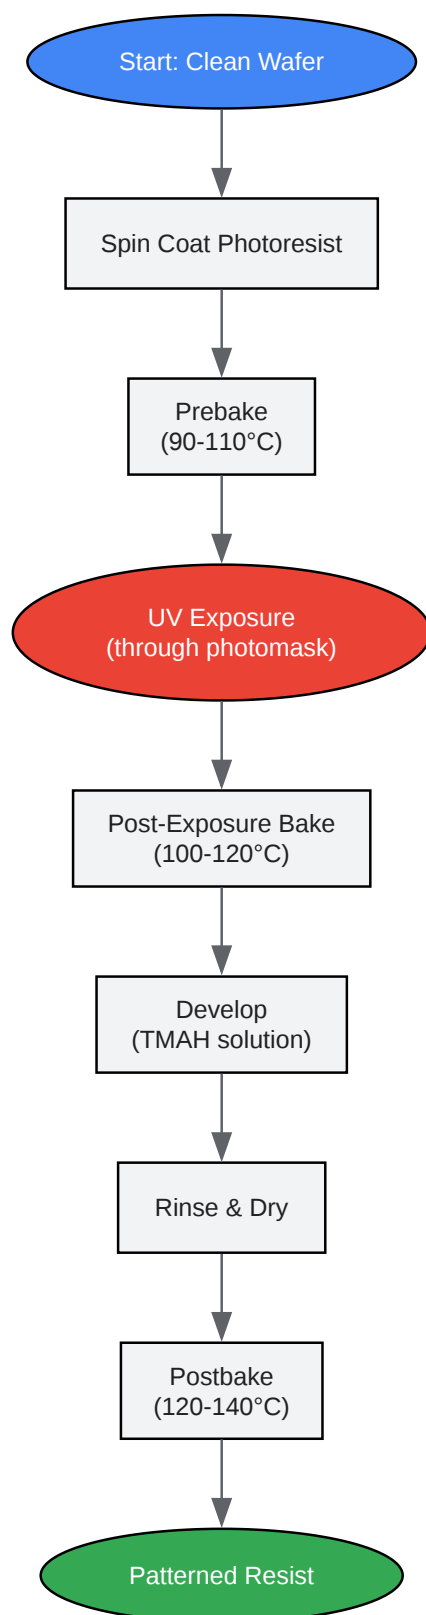 Start: Clean Wafer
Spin Coat Photoresist
Prebake
(90-110°C)
UV Exposure
(through photomask)
Post-Exposure Bake
(100-120°C)
Develop
(TMAH solution)
Rinse & Dry
Postbake
(120-140°C)
Patterned Resist